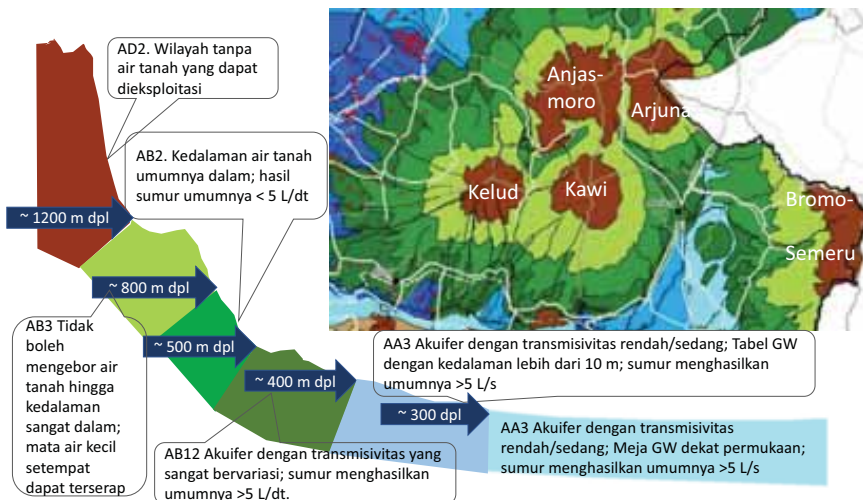 AD2. Wilayah tanpa
air tanah yang dapat
dieksploitasi
AB2. Kedalaman air tanah
umumnya dalam; hasil
sumur umumnya < 5 L/dt
~ 1200 m dpl
~ 800 m dpl
~ 500 m dpl
~ 400 m dpl
~ 300 dpl
AB3 Tidak
boleh
mengebor air
tanah hingga
kedalaman
sangat dalam;
mata air kecil
setempat
dapat terserap
AB12 Akuifer dengan transmisivitas yang
sangat bervariasi; sumur menghasilkan
umumnya >5 L/dt.
AA3 Akuifer dengan transmisivitas rendah/sedang; Tabel GW
dengan kedalaman lebih dari 10 m; sumur menghasilkan
umumnya >5 L/s
AA3 Akuifer dengan transmisivitas
rendah/sedang; Meja GW dekat permukaan;
sumur menghasilkan umumnya >5 L/s
Anjas-
moro
Arjuna
Kelud
Kawi
Bromo-
Semeru